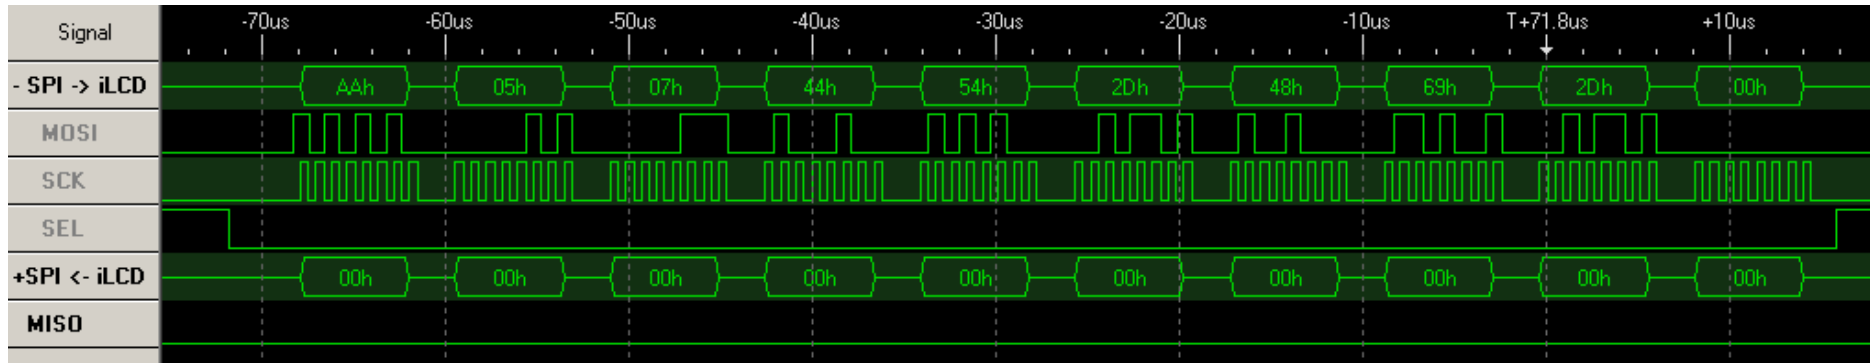 Signal -70us -60us -50us -40us -30us -20us -10us T+71.8us +10us
- SPI -> iLCD AAh 05h 07h 44h 54h 2Dh 48h 69h 2Dh 00h
MOSI
SCK
SEL
+SPI <- iLCD 00h 00h 00h 00h 00h 00h 00h 00h 00h 00h
MISO